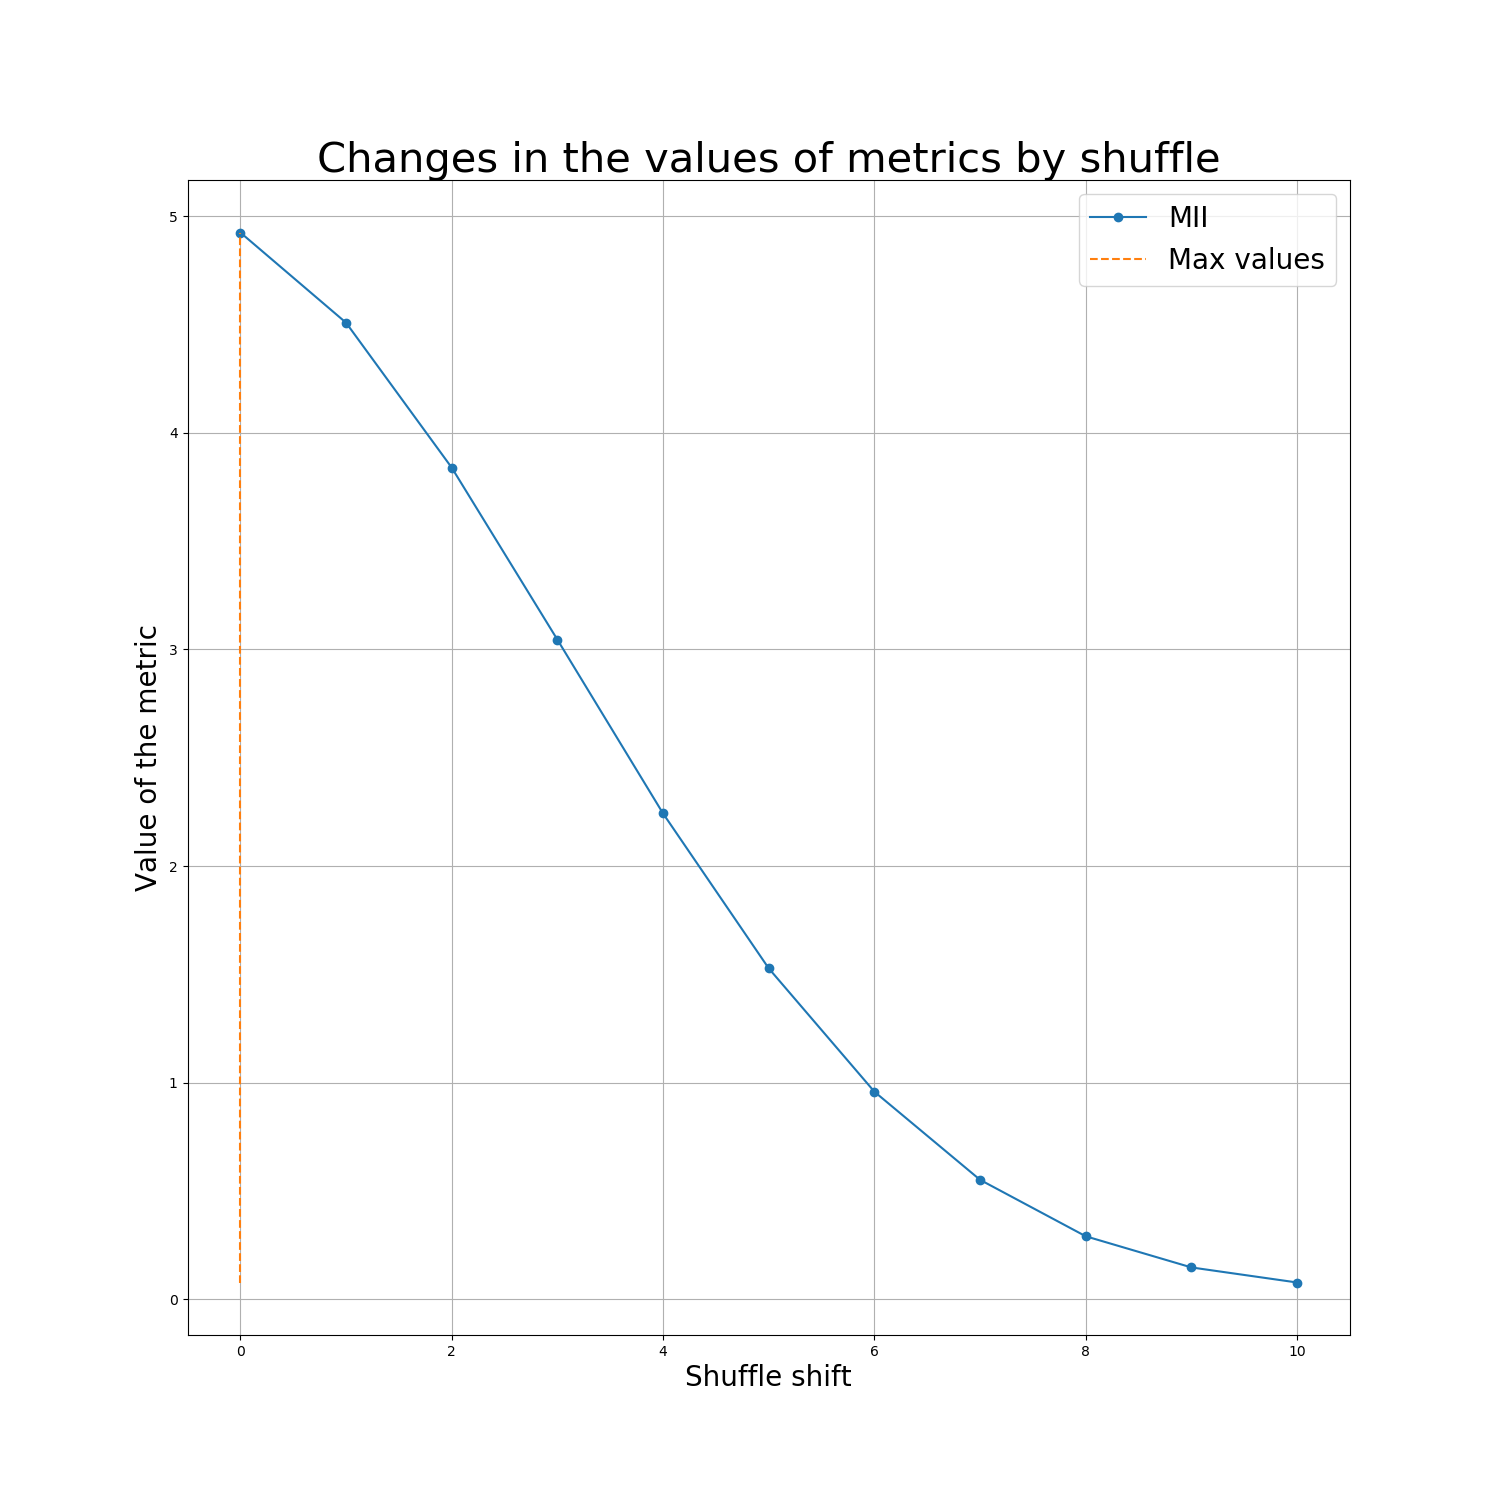 Changes in the values of metrics by shuffle
MII
Max values
Value of the metric
5
4
3
2
1
0
0 2 4 6 8 10
Shuffle shift